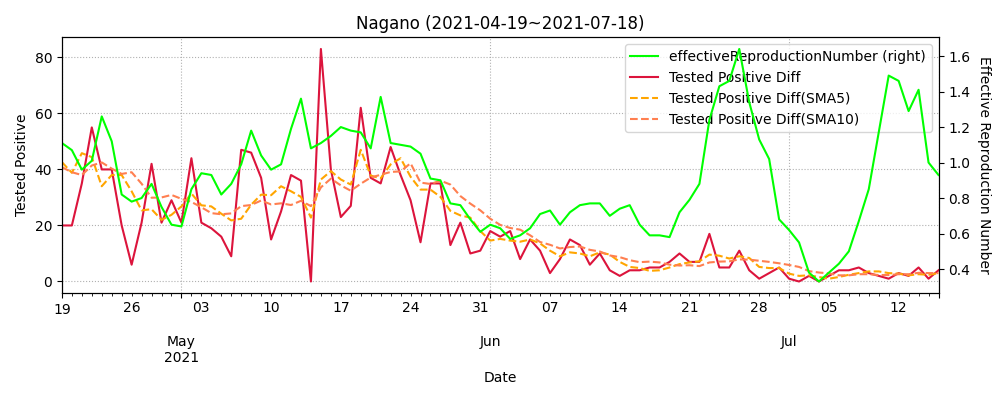 Nagano (2021-04-19~2021-07-18)
effectiveReproductionNumber (right)
Tested Positive Diff
Tested Positive Diff(SMA5)
Tested Positive Diff(SMA10)
Tested Positive
80
60
40
20
0
Effective Reproduction Number
1.6
1.4
1.2
1.0
0.8
0.6
0.4
19 26 03 10 17 24 31 07 14 21 28 05 12
May Jun Jul
2021
Date